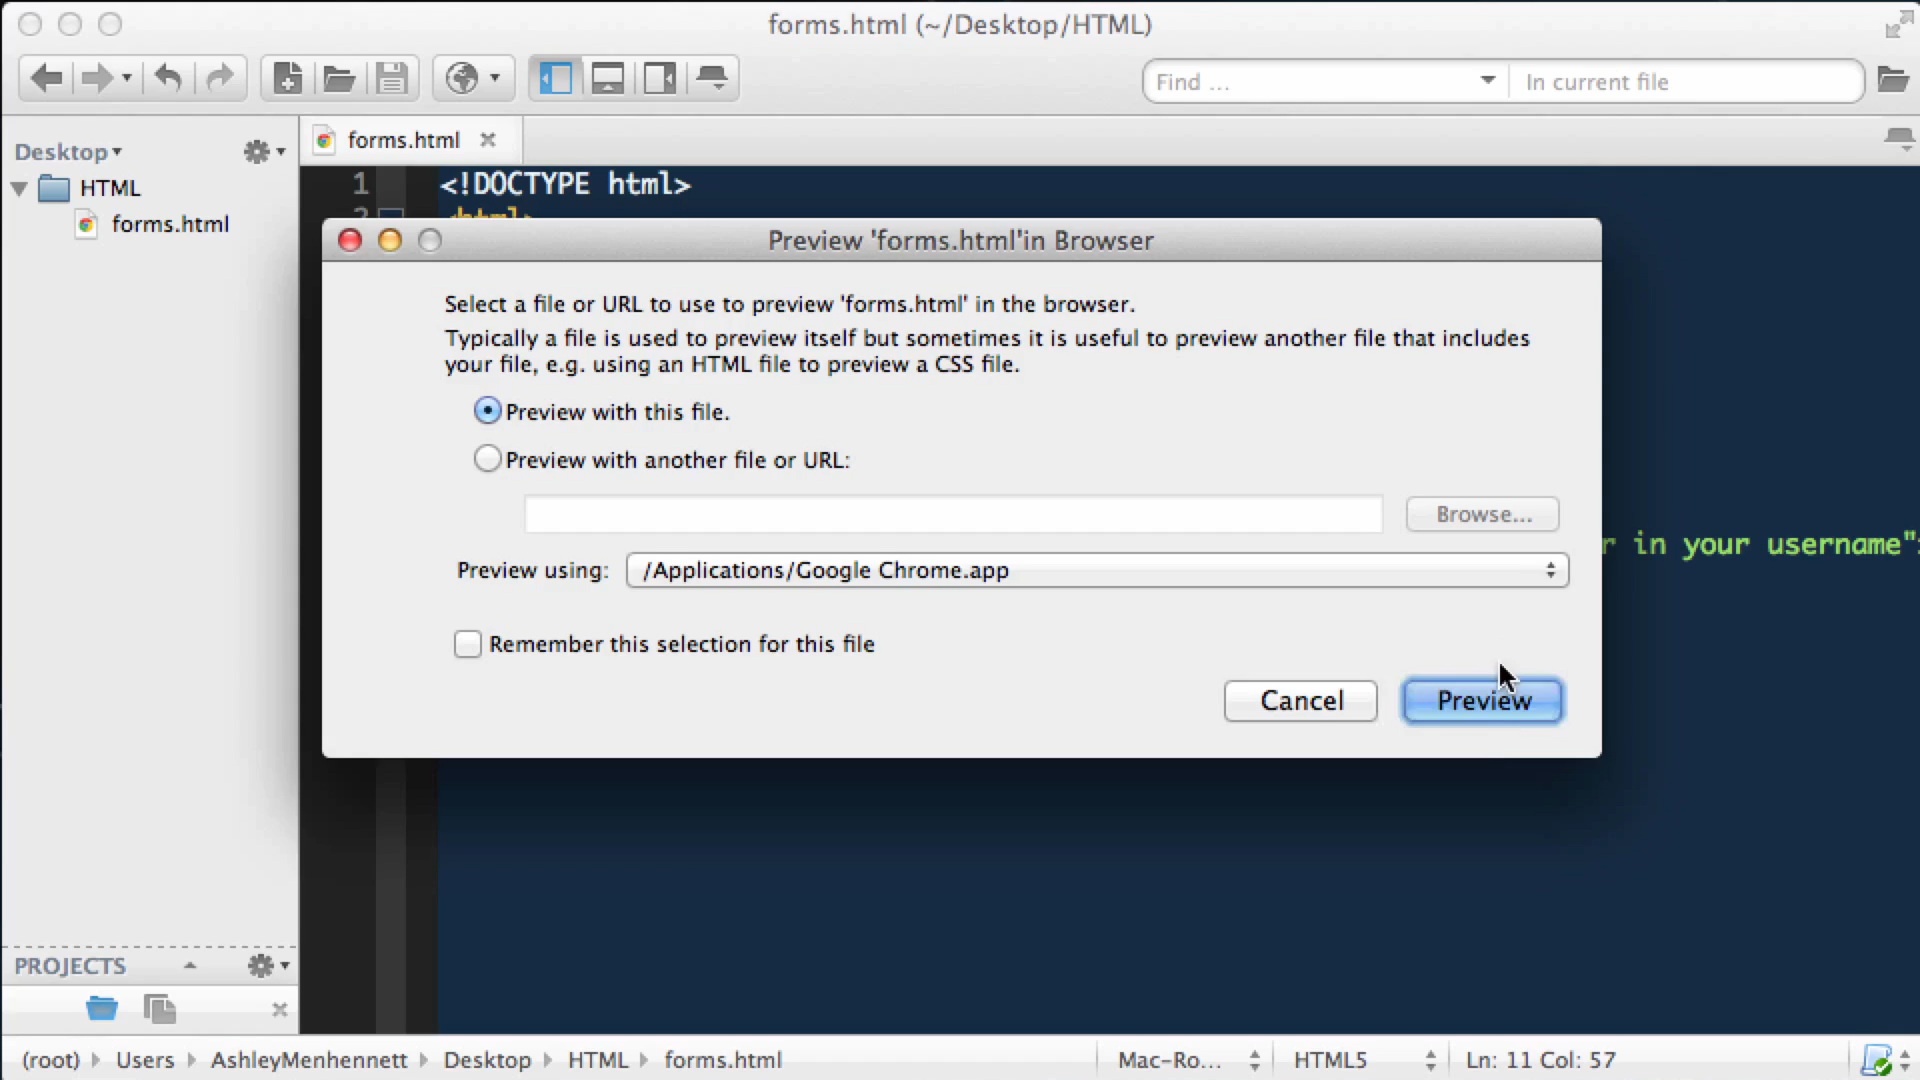 forms.html (~/Desktop/HTML)
Find ...
In current file
Desktop
forms.html
HTML
forms.html
1 <!DOCTYPE html>
2 <html>
Preview 'forms.html'in Browser
Select a file or URL to use to preview 'forms.html' in the browser.
Typically a file is used to preview itself but sometimes it is useful to preview another file that includes
your file, e.g. using an HTML file to preview a CSS file.
Preview with this file.
Preview with another file or URL:
Browse...
r in your username"
Preview using: /Applications/Google Chrome.app
Remember this selection for this file
Cancel
Preview
PROJECTS
(root) Users AshleyMenhennett Desktop HTML forms.html
Mac-Ro... HTML5 Ln: 11 Col: 57